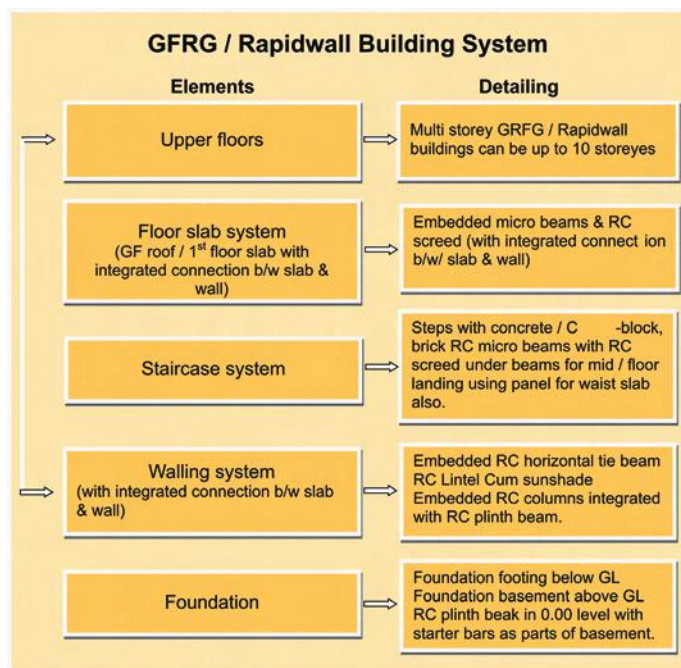 GFRG / Rapidwall Building System
Elements
Detailing
Upper floors
Multi storey GRFG / Rapidwall
buildings can be up to 10 storeyes
Floor slab system
(GF roof / 1st floor slab with
integrated connection b/w slab &
wall)
Embedded micro beams & RC
screed (with integrated connect ion
b/w/ slab & wall)
Staircase system
Steps with concrete / C -block,
brick RC micro beams with RC
screed under beams for mid / floor
landing using panel for waist slab
also.
Walling system
(with integrated connection b/w slab
& wall)
Embedded RC horizontal tie beam
RC Lintel Cum sunshade
Embedded RC columns integrated
with RC plinth beam.
Foundation
Foundation footing below GL
Foundation basement above GL
RC plinth beak in 0.00 level with
starter bars as parts of basement.